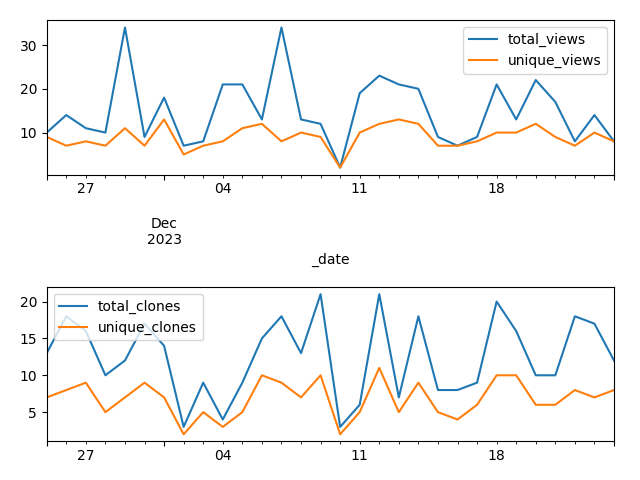 30
20
10
total_views
unique_views
27
04
11
18
Dec
2023
_date
20
15
10
5
total_clones
unique_clones
27
04
11
18